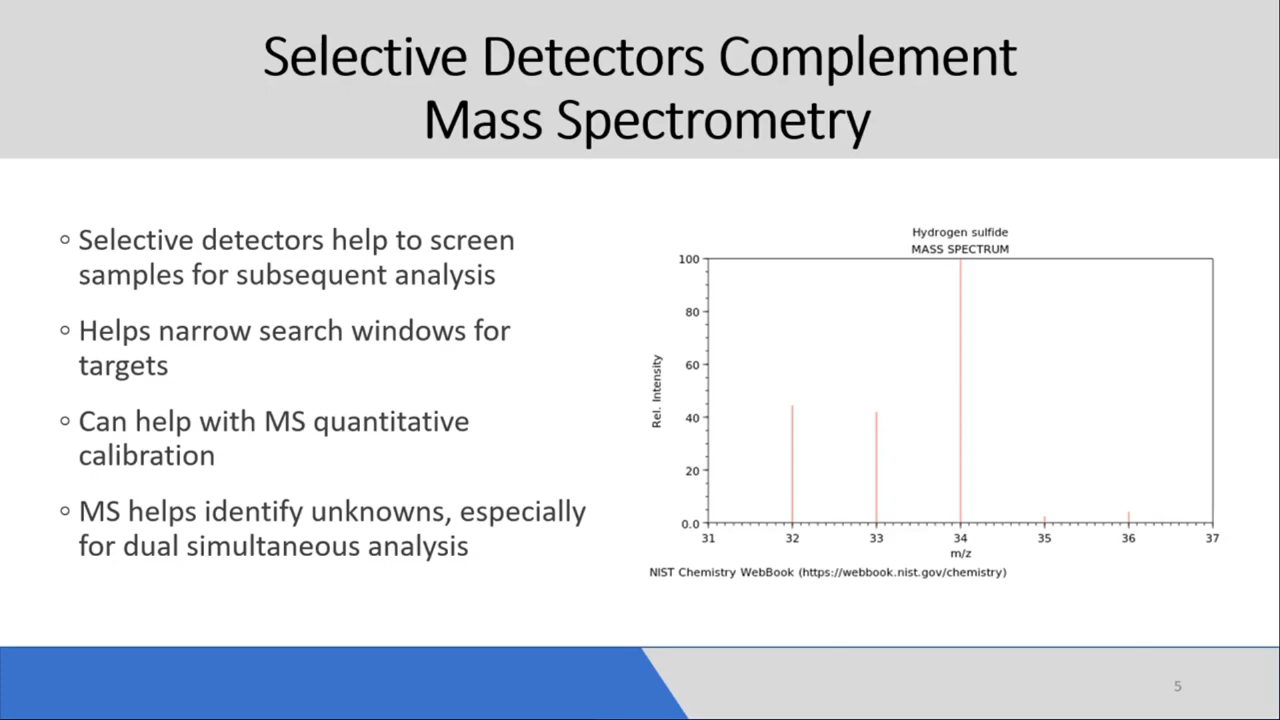 Selective Detectors Complement
Mass Spectrometry
◦ Selective detectors help to screen
samples for subsequent analysis
◦ Helps narrow search windows for
targets
◦ Can help with MS quantitative
calibration
◦ MS helps identify unknowns, especially
for dual simultaneous analysis
Hydrogen sulfide
MASS SPECTRUM
100
80
60
40
20
0.0
Rel. Intensity
31 32 33 34 35 36 37
m/z
NIST Chemistry WebBook (https://webbook.nist.gov/chemistry)
5